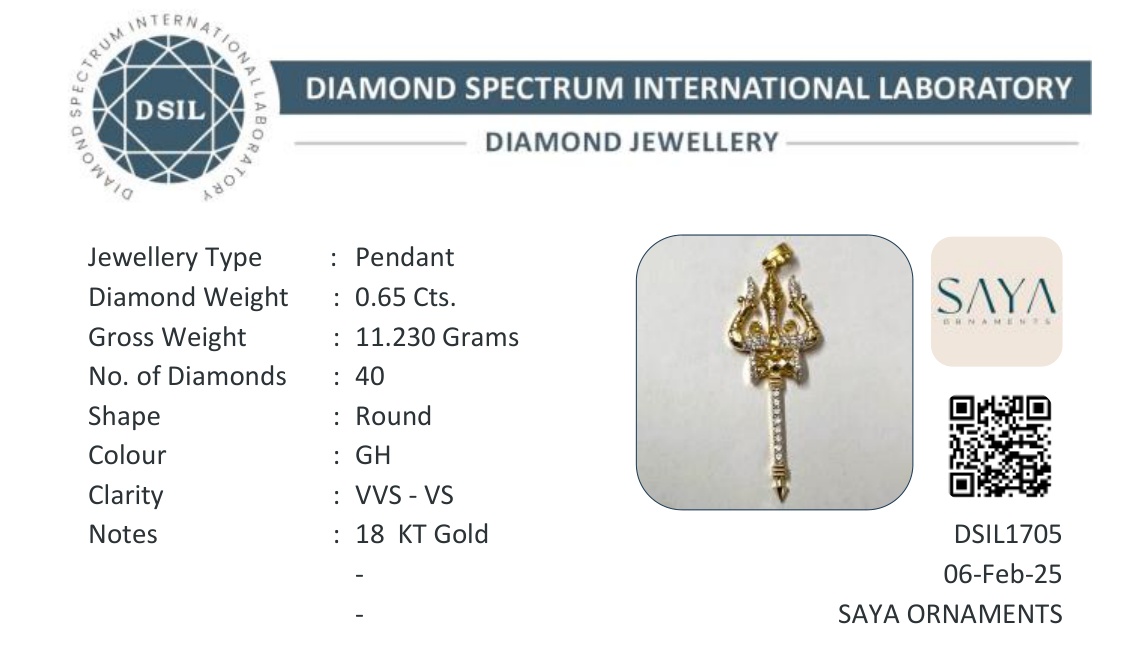 DIAMOND SPECTRUM INTERNATIONAL LABORATORY
DSIL
DIAMOND SPECTRUM INTERNATIONAL LABORATORY
DIAMOND JEWELLERY
Jewellery Type : Pendant
Diamond Weight : 0.65 Cts.
Gross Weight : 11.230 Grams
No. of Diamonds : 40
Shape : Round
Colour : GH
Clarity : VVS - VS
Notes : 18 KT Gold
-
-
SAYA
ORNAMENTS
DSIL1705
06-Feb-25
SAYA ORNAMENTS